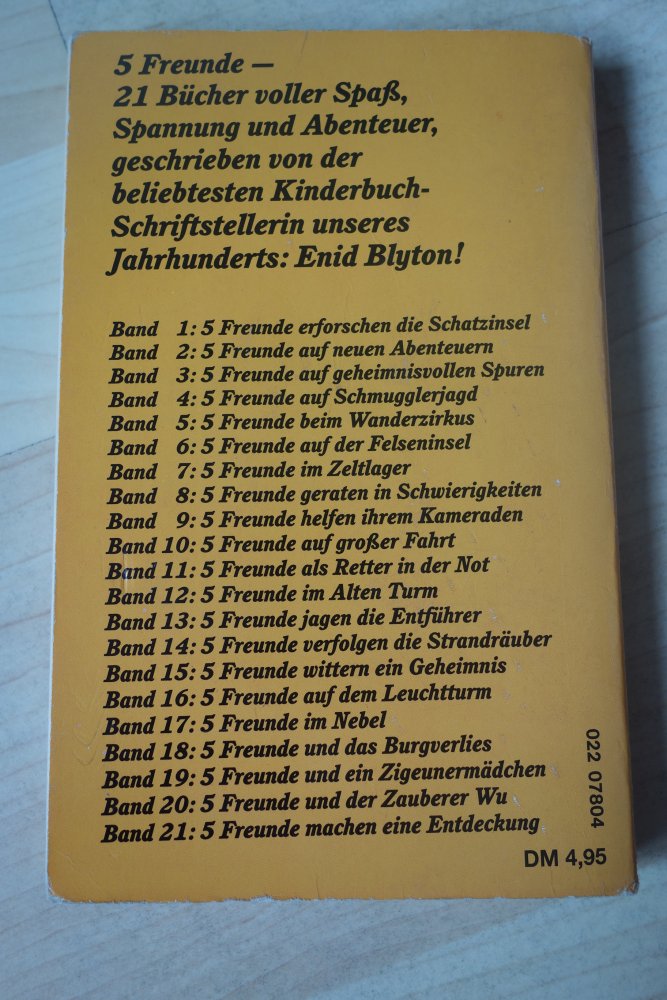 5 Freunde —
21 Bücher voller Spaß,
Spannung und Abenteuer,
geschrieben von der
beliebtesten Kinderbuch-
Schriftstellerin unseres
Jahrhunderts: Enid Blyton!
Band 1: 5 Freunde erforschen die Schatzinsel
Band 2: 5 Freunde auf neuen Abenteuern
Band 3: 5 Freunde auf geheimnisvollen Spuren
Band 4: 5 Freunde auf Schmugglerjagd
Band 5: 5 Freunde beim Wanderzirkus
Band 6: 5 Freunde auf der Felseninsel
Band 7: 5 Freunde im Zeltlager
Band 8: 5 Freunde geraten in Schwierigkeiten
Band 9: 5 Freunde helfen ihrem Kameraden
Band 10: 5 Freunde auf großer Fahrt
Band 11: 5 Freunde als Retter in der Not
Band 12: 5 Freunde im Alten Turm
Band 13: 5 Freunde jagen die Entführer
Band 14: 5 Freunde verfolgen die Strandräuber
Band 15: 5 Freunde wittern ein Geheimnis
Band 16: 5 Freunde auf dem Leuchtturm
Band 17: 5 Freunde im Nebel
Band 18: 5 Freunde und das Burgverlies
Band 19: 5 Freunde und ein Zigeunermädchen
Band 20: 5 Freunde und der Zauberer Wu
Band 21: 5 Freunde machen eine Entdeckung
022 07804
DM 4,95